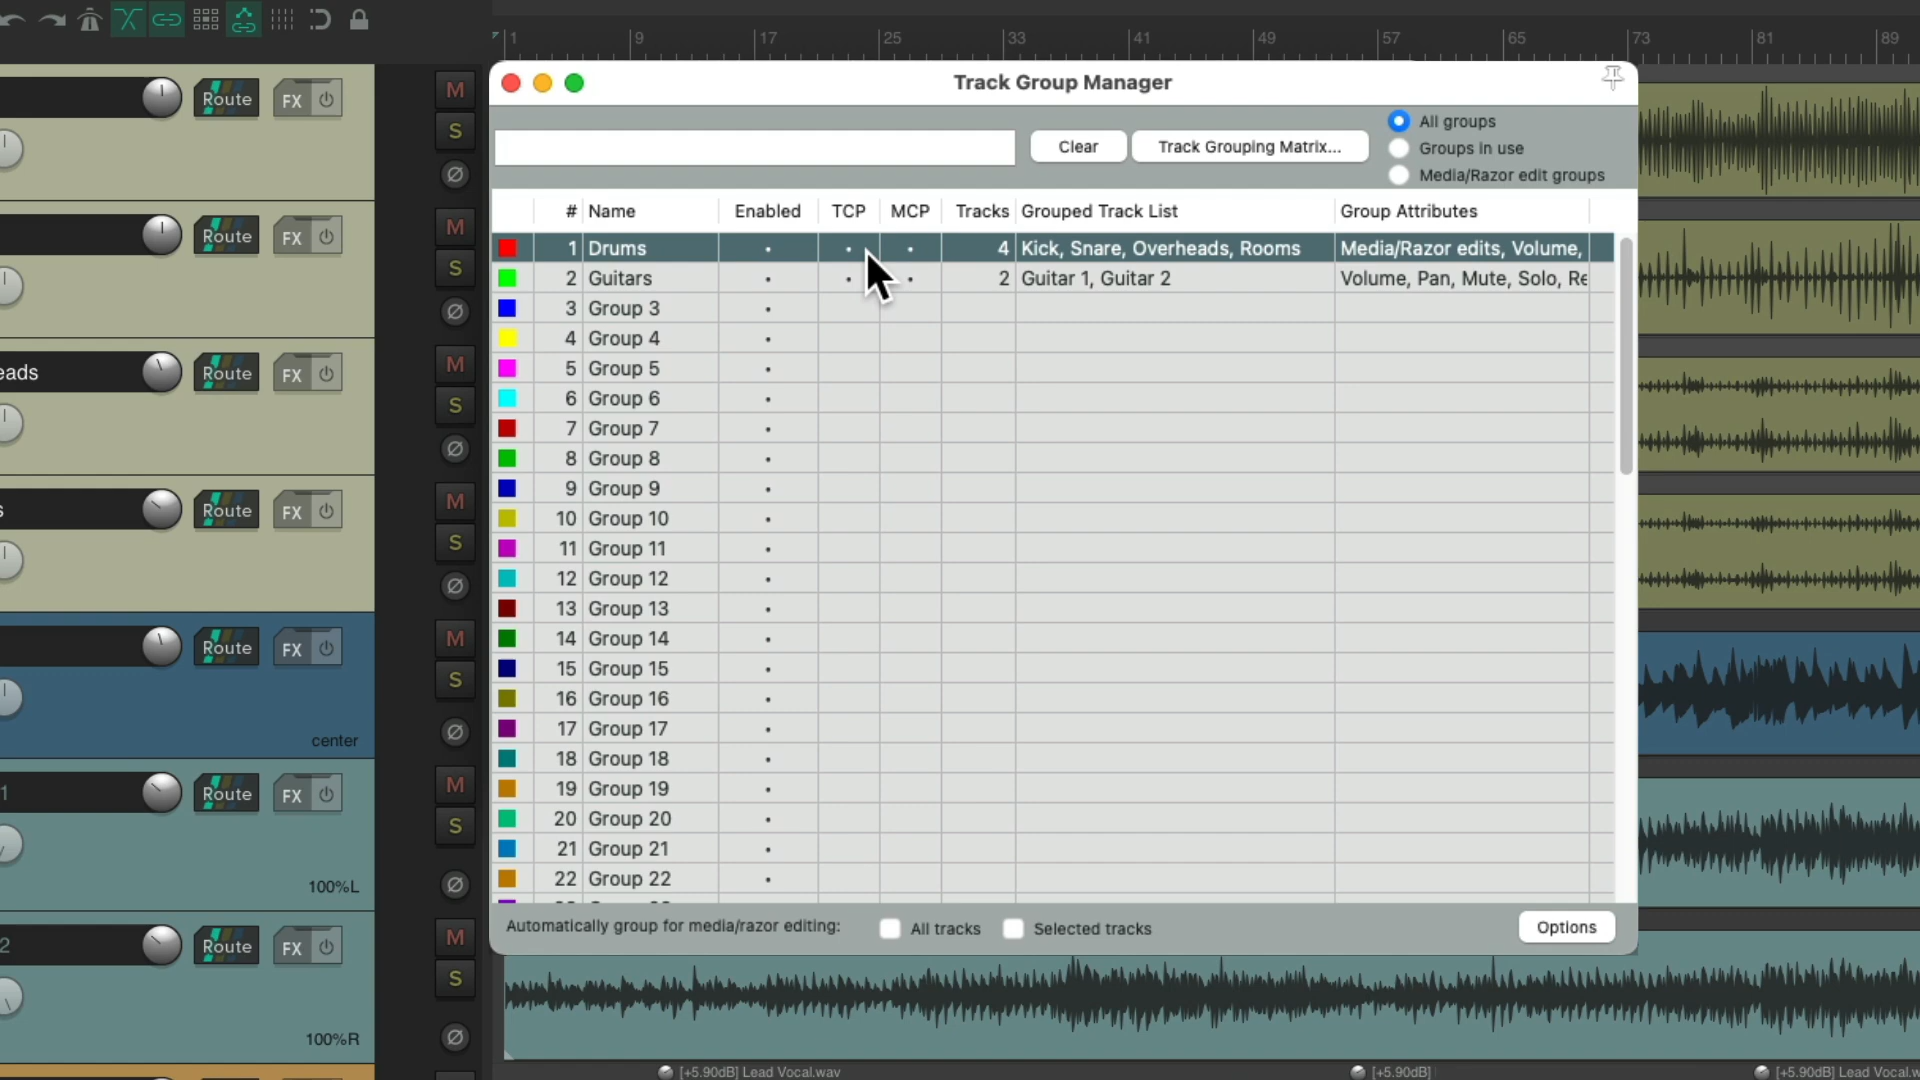 1 9 17 25 33 41 49 57 65 73 81 89
Track Group Manager
Clear Track Grouping Matrix...
All groups
Groups in use
Media/Razor edit groups
# Name Enabled TCP MCP Tracks Grouped Track List Group Attributes
1 Drums • • • 4 Kick, Snare, Overheads, Rooms Media/Razor edits, Volume,
2 Guitars • • • 2 Guitar 1, Guitar 2 Volume, Pan, Mute, Solo, Re
3 Group 3 •
4 Group 4 •
5 Group 5 •
6 Group 6 •
7 Group 7 •
8 Group 8 •
9 Group 9 •
10 Group 10 •
11 Group 11 •
12 Group 12 •
13 Group 13 •
14 Group 14 •
15 Group 15 •
16 Group 16 •
17 Group 17 •
18 Group 18 •
19 Group 19 •
20 Group 20 •
21 Group 21 •
22 Group 22 •
Automatically group for media/razor editing: All tracks Selected tracks Options
Route FX M
S
Ø
Route FX M
S
Ø
eads Route FX M
S
Ø
s Route FX M
S
Ø
Route FX M
S
Ø
center
1 Route FX M
S
Ø
100%L
2 Route FX M
S
Ø
100%R
[+5.90dB] Lead Vocal.wav [+5.90dB] [+5.90dB] Lead Vocal.w